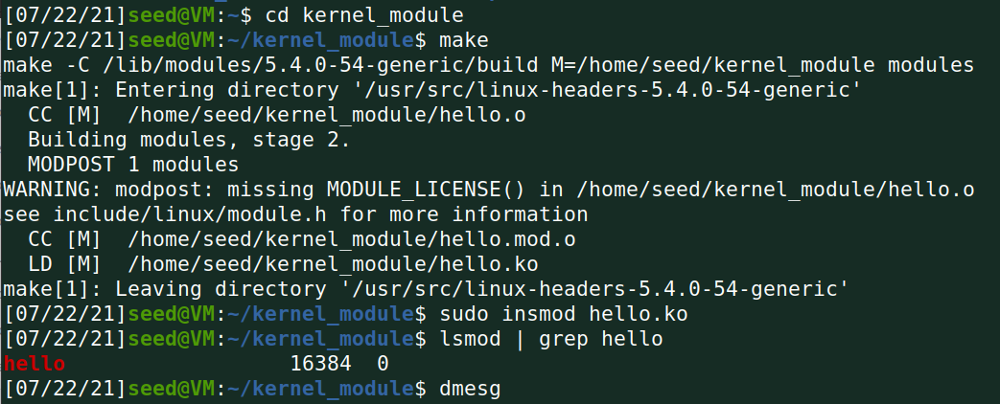 [07/22/21]seed@VM:~$ cd kernel_module
[07/22/21]seed@VM:~/kernel_module$ make
make -C /lib/modules/5.4.0-54-generic/build M=/home/seed/kernel_module modules
make[1]: Entering directory '/usr/src/linux-headers-5.4.0-54-generic'
  CC [M]  /home/seed/kernel_module/hello.o
  Building modules, stage 2.
  MODPOST 1 modules
WARNING: modpost: missing MODULE_LICENSE() in /home/seed/kernel_module/hello.o
see include/linux/module.h for more information
  CC [M]  /home/seed/kernel_module/hello.mod.o
  LD [M]  /home/seed/kernel_module/hello.ko
make[1]: Leaving directory '/usr/src/linux-headers-5.4.0-54-generic'
[07/22/21]seed@VM:~/kernel_module$ sudo insmod hello.ko
[07/22/21]seed@VM:~/kernel_module$ lsmod | grep hello
hello                  16384  0
[07/22/21]seed@VM:~/kernel_module$ dmesg